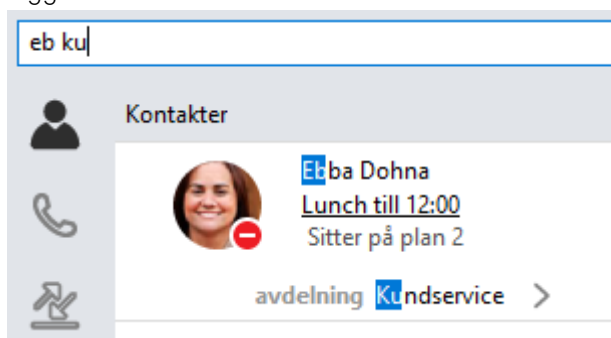 eb ku
Kontakter
Ebba Dohna
Lunch till 12:00
Sitter på plan 2
avdelning Kundservice